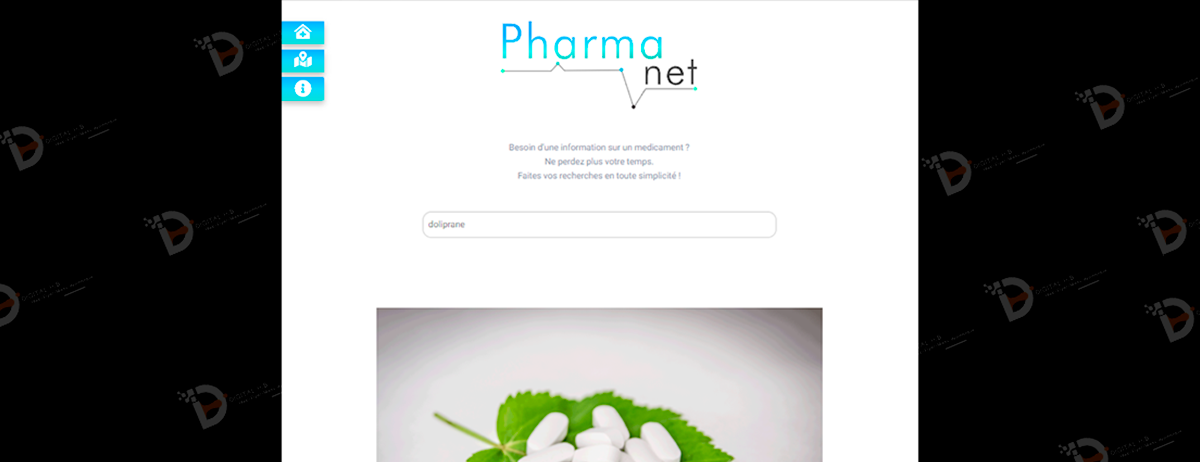 Pharma
net
Besoin d'une information sur un medicament ?
Ne perdez plus votre temps.
Faites vos recherches en toute simplicité !
doliprane